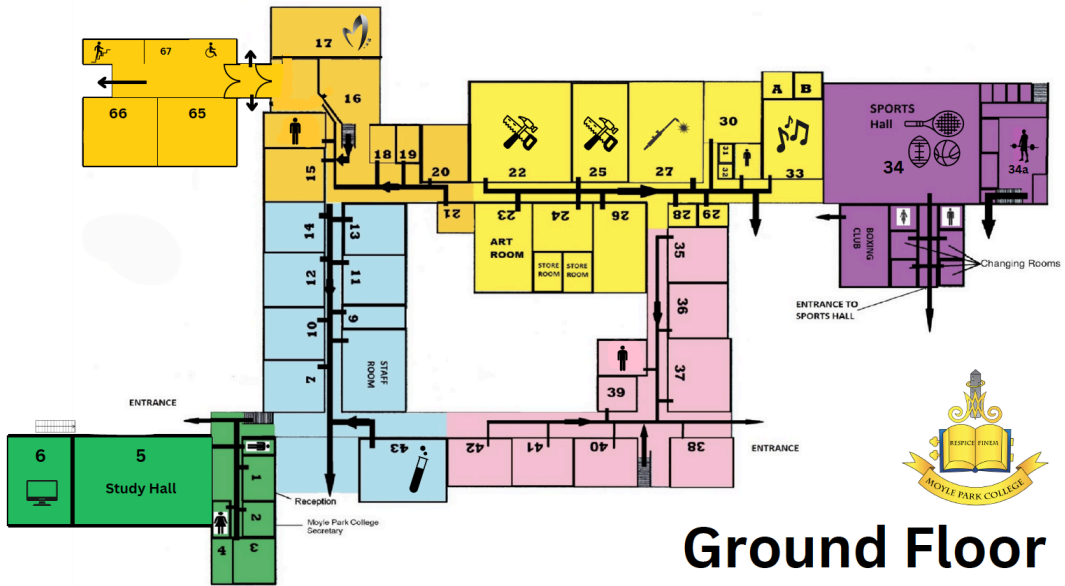 17
67
66
65
16
18
19
20
15
21
22
25
27
30
31
32
A
B
33
SPORTS
Hall
34
34a
14
13
12
11
10
9
7
STAFF
ROOM
23
24
26
28
29
ART
ROOM
STORE
ROOM
STORE
ROOM
35
36
37
39
BOXING
CLUB
Changing Rooms
ENTRANCE TO
SPORTS HALL
ENTRANCE
6
5
Study Hall
1
2
3
4
Reception
Moyle Park College
Secretary
43
42
41
40
38
ENTRANCE
RESPICE FINEM
MOYLE PARK COLLEGE
Ground Floor